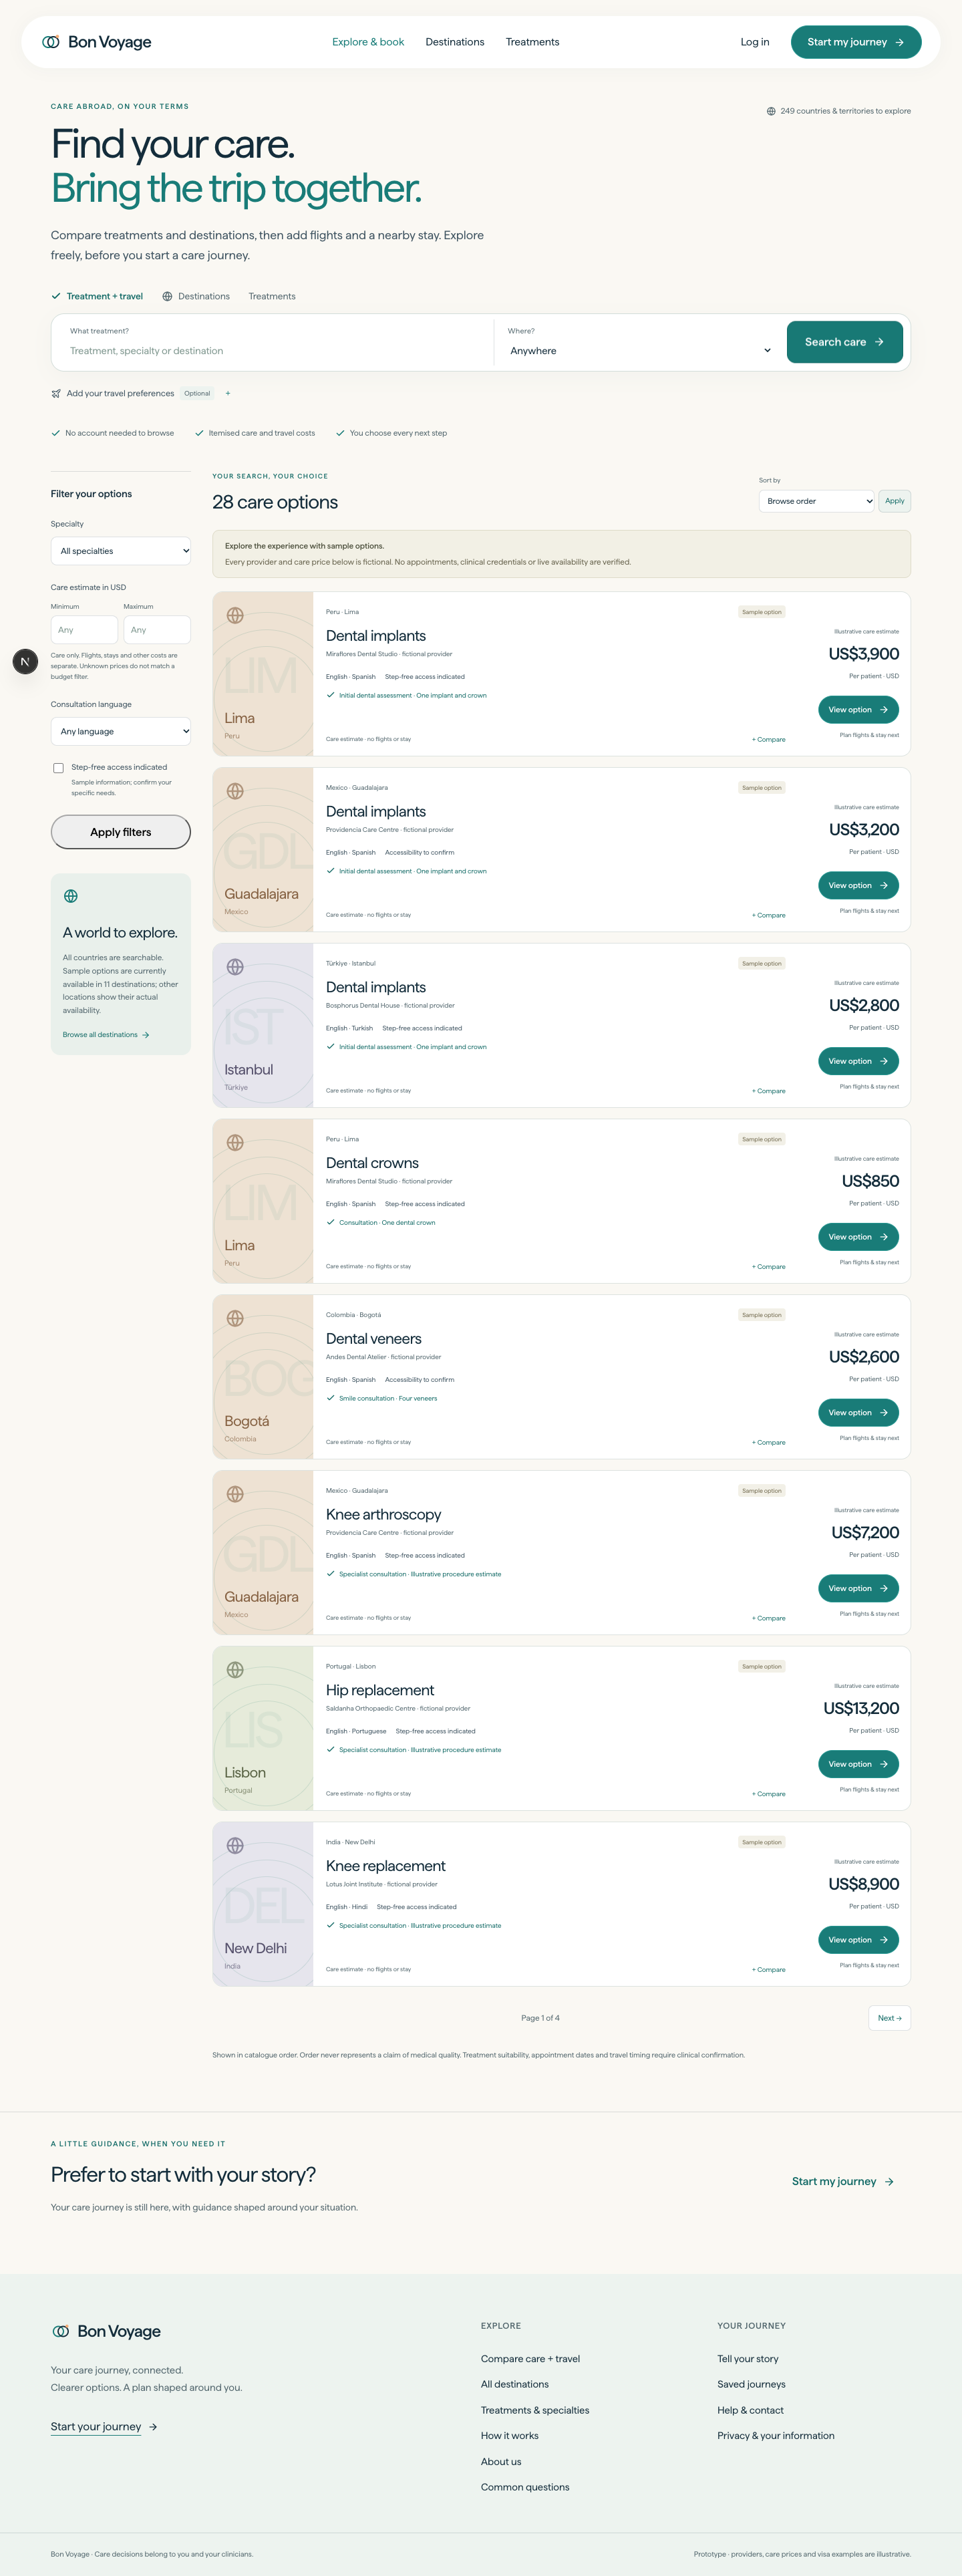 Bon Voyage
Explore & book
Destinations
Treatments
Log in
Start my journey
CARE ABROAD, ON YOUR TERMS
249 countries & territories to explore
Find your care.
Bring the trip together.
Compare treatments and destinations, then add flights and a nearby stay. Explore
freely, before you start a care journey.
Treatment + travel
Destinations
Treatments
What treatment?
Treatment, specialty or destination
Where?
Anywhere
Search care
Add your travel preferences
Optional
+
No account needed to browse
Itemised care and travel costs
You choose every next step
Filter your options
Specialty
All specialties
Care estimate in USD
Minimum
Maximum
Any
Any
Care only. Flights, stays and other costs are
separate. Unknown prices do not match a
budget filter.
Consultation language
Any language
Step-free access indicated
Sample information; confirm your
specific needs.
Apply filters
A world to explore.
All countries are searchable.
Sample options are currently
available in 11 destinations; other
locations show their actual
availability.
Browse all destinations
N
YOUR SEARCH, YOUR CHOICE
28 care options
Sort by
Browse order
Apply
Explore the experience with sample options.
Every provider and care price below is fictional. No appointments, clinical credentials or live availability are verified.
LIM
Lima
Peru
Peru · Lima
Sample option
Dental implants
Miraflores Dental Studio · fictional provider
English · Spanish
Step-free access indicated
Initial dental assessment · One implant and crown
Care estimate · no flights or stay
+ Compare
Illustrative care estimate
US$3,900
Per patient · USD
View option
Plan flights & stay next
GDL
Guadalajara
Mexico
Mexico · Guadalajara
Sample option
Dental implants
Providencia Care Centre · fictional provider
English · Spanish
Accessibility to confirm
Initial dental assessment · One implant and crown
Care estimate · no flights or stay
+ Compare
Illustrative care estimate
US$3,200
Per patient · USD
View option
Plan flights & stay next
IST
Istanbul
Türkiye
Türkiye · Istanbul
Sample option
Dental implants
Bosphorus Dental House · fictional provider
English · Turkish
Step-free access indicated
Initial dental assessment · One implant and crown
Care estimate · no flights or stay
+ Compare
Illustrative care estimate
US$2,800
Per patient · USD
View option
Plan flights & stay next
LIM
Lima
Peru
Peru · Lima
Sample option
Dental crowns
Miraflores Dental Studio · fictional provider
English · Spanish
Step-free access indicated
Consultation · One dental crown
Care estimate · no flights or stay
+ Compare
Illustrative care estimate
US$850
Per patient · USD
View option
Plan flights & stay next
BOG
Bogotá
Colombia
Colombia · Bogotá
Sample option
Dental veneers
Andes Dental Atelier · fictional provider
English · Spanish
Accessibility to confirm
Smile consultation · Four veneers
Care estimate · no flights or stay
+ Compare
Illustrative care estimate
US$2,600
Per patient · USD
View option
Plan flights & stay next
GDL
Guadalajara
Mexico
Mexico · Guadalajara
Sample option
Knee arthroscopy
Providencia Care Centre · fictional provider
English · Spanish
Step-free access indicated
Specialist consultation · Illustrative procedure estimate
Care estimate · no flights or stay
+ Compare
Illustrative care estimate
US$7,200
Per patient · USD
View option
Plan flights & stay next
LIS
Lisbon
Portugal
Portugal · Lisbon
Sample option
Hip replacement
Saldanha Orthopaedic Centre · fictional provider
English · Portuguese
Step-free access indicated
Specialist consultation · Illustrative procedure estimate
Care estimate · no flights or stay
+ Compare
Illustrative care estimate
US$13,200
Per patient · USD
View option
Plan flights & stay next
DEL
New Delhi
India
India · New Delhi
Sample option
Knee replacement
Lotus Joint Institute · fictional provider
English · Hindi
Step-free access indicated
Specialist consultation · Illustrative procedure estimate
Care estimate · no flights or stay
+ Compare
Illustrative care estimate
US$8,900
Per patient · USD
View option
Plan flights & stay next
Page 1 of 4
Next →
Shown in catalogue order. Order never represents a claim of medical quality. Treatment suitability, appointment dates and travel timing require clinical confirmation.
A LITTLE GUIDANCE, WHEN YOU NEED IT
Prefer to start with your story?
Your care journey is still here, with guidance shaped around your situation.
Start my journey
Bon Voyage
Your care journey, connected.
Clearer options. A plan shaped around you.
Start your journey
EXPLORE
Compare care + travel
All destinations
Treatments & specialties
How it works
About us
Common questions
YOUR JOURNEY
Tell your story
Saved journeys
Help & contact
Privacy & your information
Bon Voyage · Care decisions belong to you and your clinicians.
Prototype · providers, care prices and visa examples are illustrative.